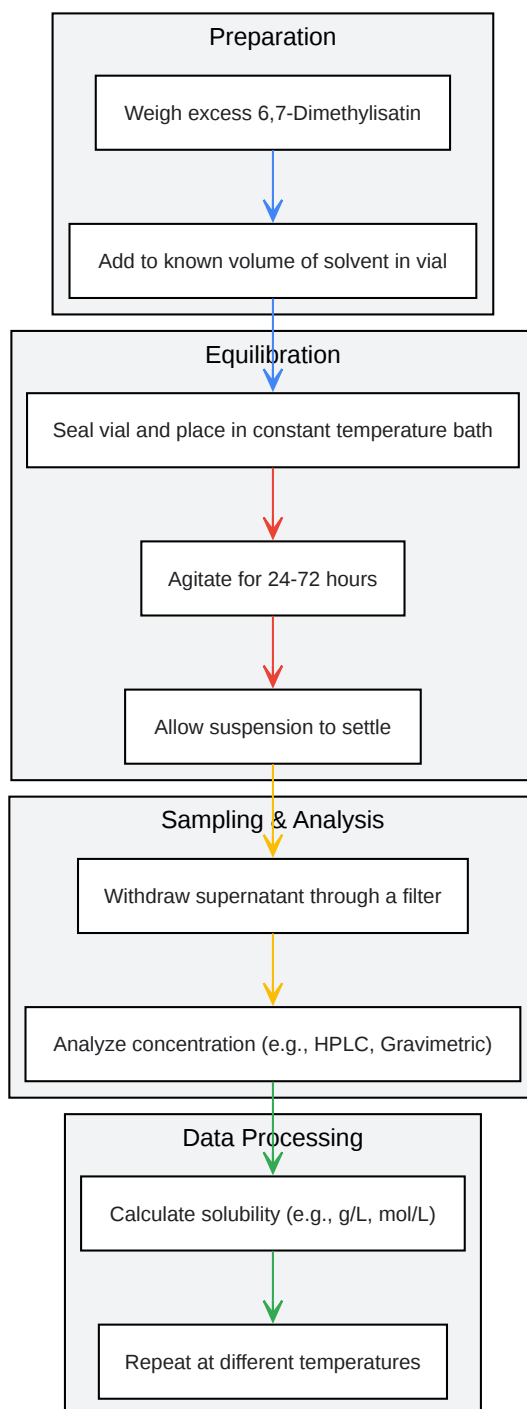 Preparation
Weigh excess 6,7-Dimethylisatin
Add to known volume of solvent in vial
Equilibration
Seal vial and place in constant temperature bath
Agitate for 24-72 hours
Allow suspension to settle
Sampling & Analysis
Withdraw supernatant through a filter
Analyze concentration (e.g., HPLC, Gravimetric)
Data Processing
Calculate solubility (e.g., g/L, mol/L)
Repeat at different temperatures